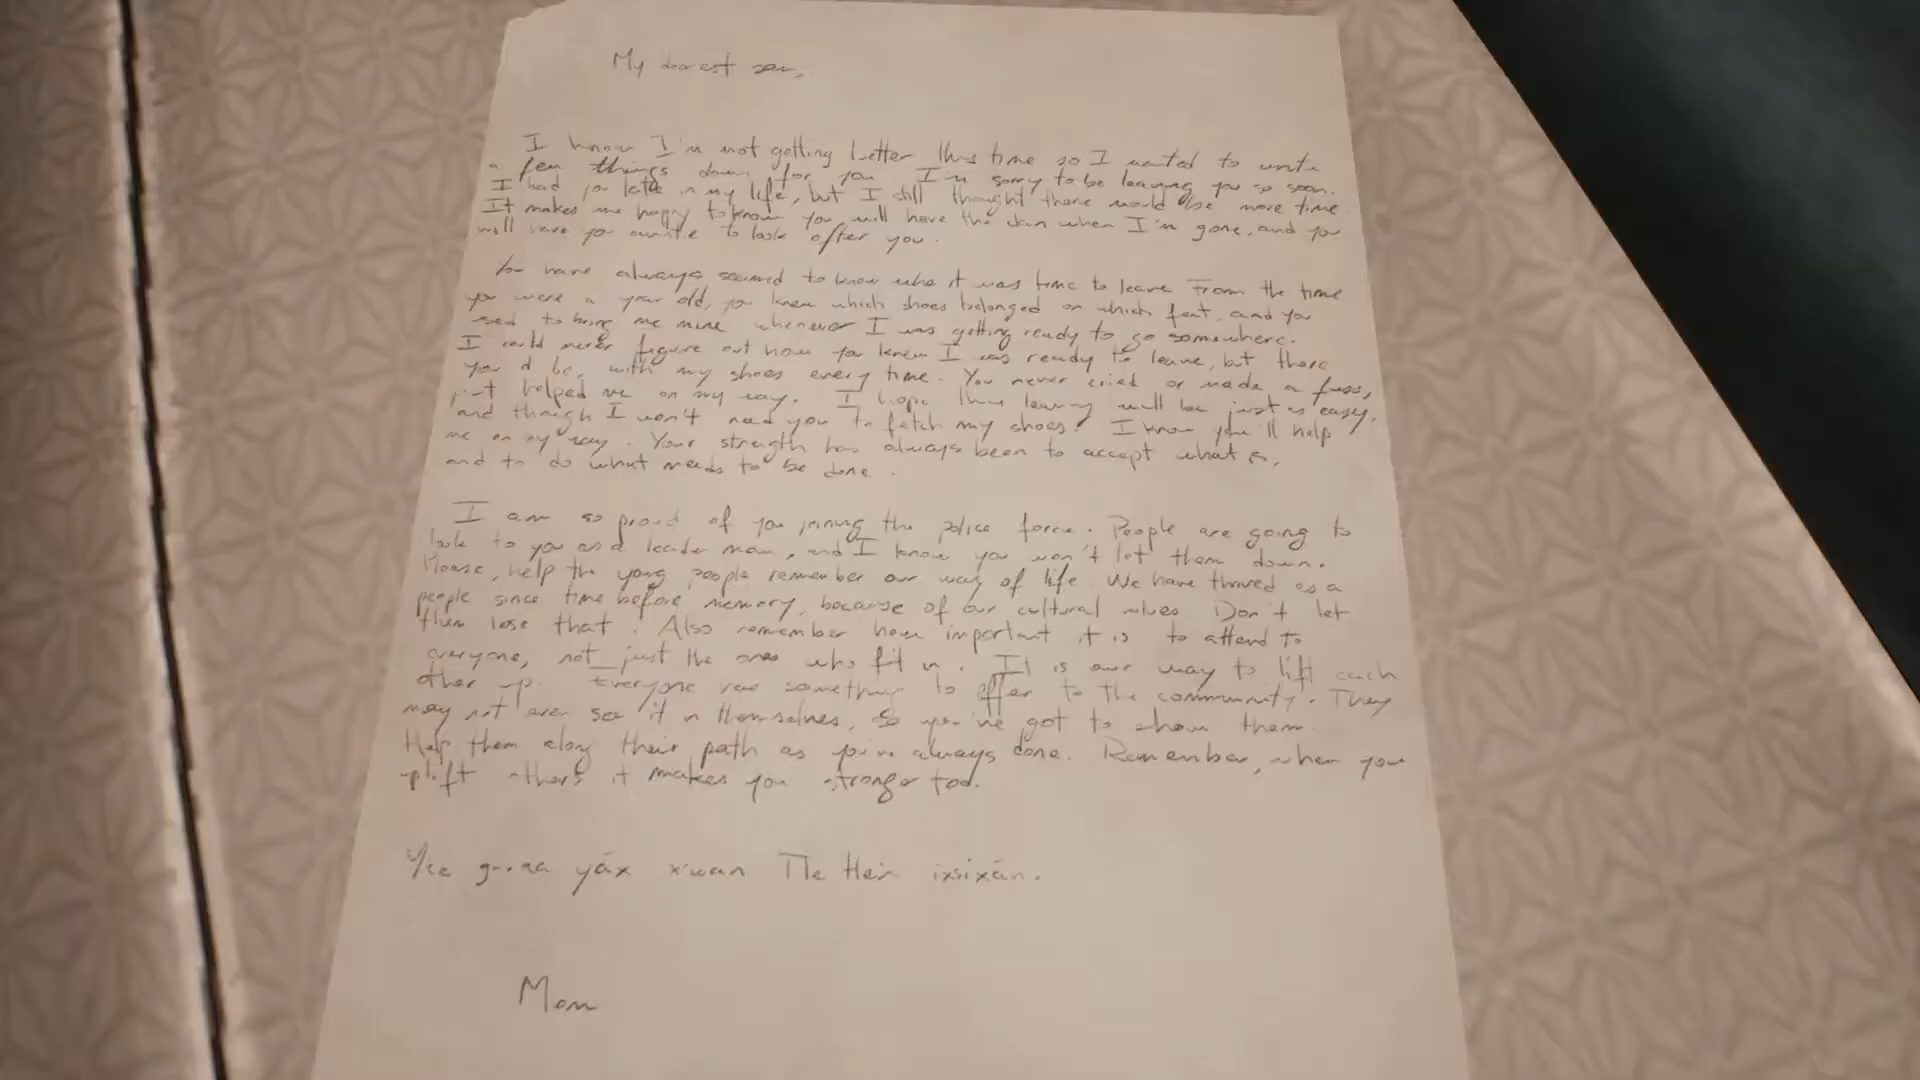 My dearest son,
I know I'm not getting better this time so I wanted to write
a few things down for you. I'm sorry to be leaving you so soon.
I had you late in my life, but I still thought there would be more time.
It makes me happy to know you will have the when I'm gone, and you
will have you auntie to look after you.
You have always seemed to know when it was time to leave. From the time
you were a year old, you knew which shoes belonged on which feet, and you
used to bring me mine whenever I was getting ready to go somewhere.
I could never figure out how you knew I was ready to leave, but there
you'd be, with my shoes every time. You never cried or made a fuss,
just helped me on my way. I hope this leaving will be just as easy,
and though I won't need you to fetch my shoes, I know you'll help
me on my way. Your strength has always been to accept what is,
and to do what needs to be done.
I am so proud of you joining the police force. People are going to
look to you as a leader now, and I know you won't let them down.
Please, help the young people remember our way of life. We have thrived as a
people since time before memory, because of our cultural values. Don't let
them lose that. Also remember how important it is to attend to
everyone, not just the ones who fit in. It is our way to lift each
other up. Everyone has something to offer to the community. They
may not ever see it in themselves, so you've got to show them.
Help them along their path as you've always done. Remember, when you
uplift others it makes you stronger too.
Yee yáx x'wan ixsixán.
Mom